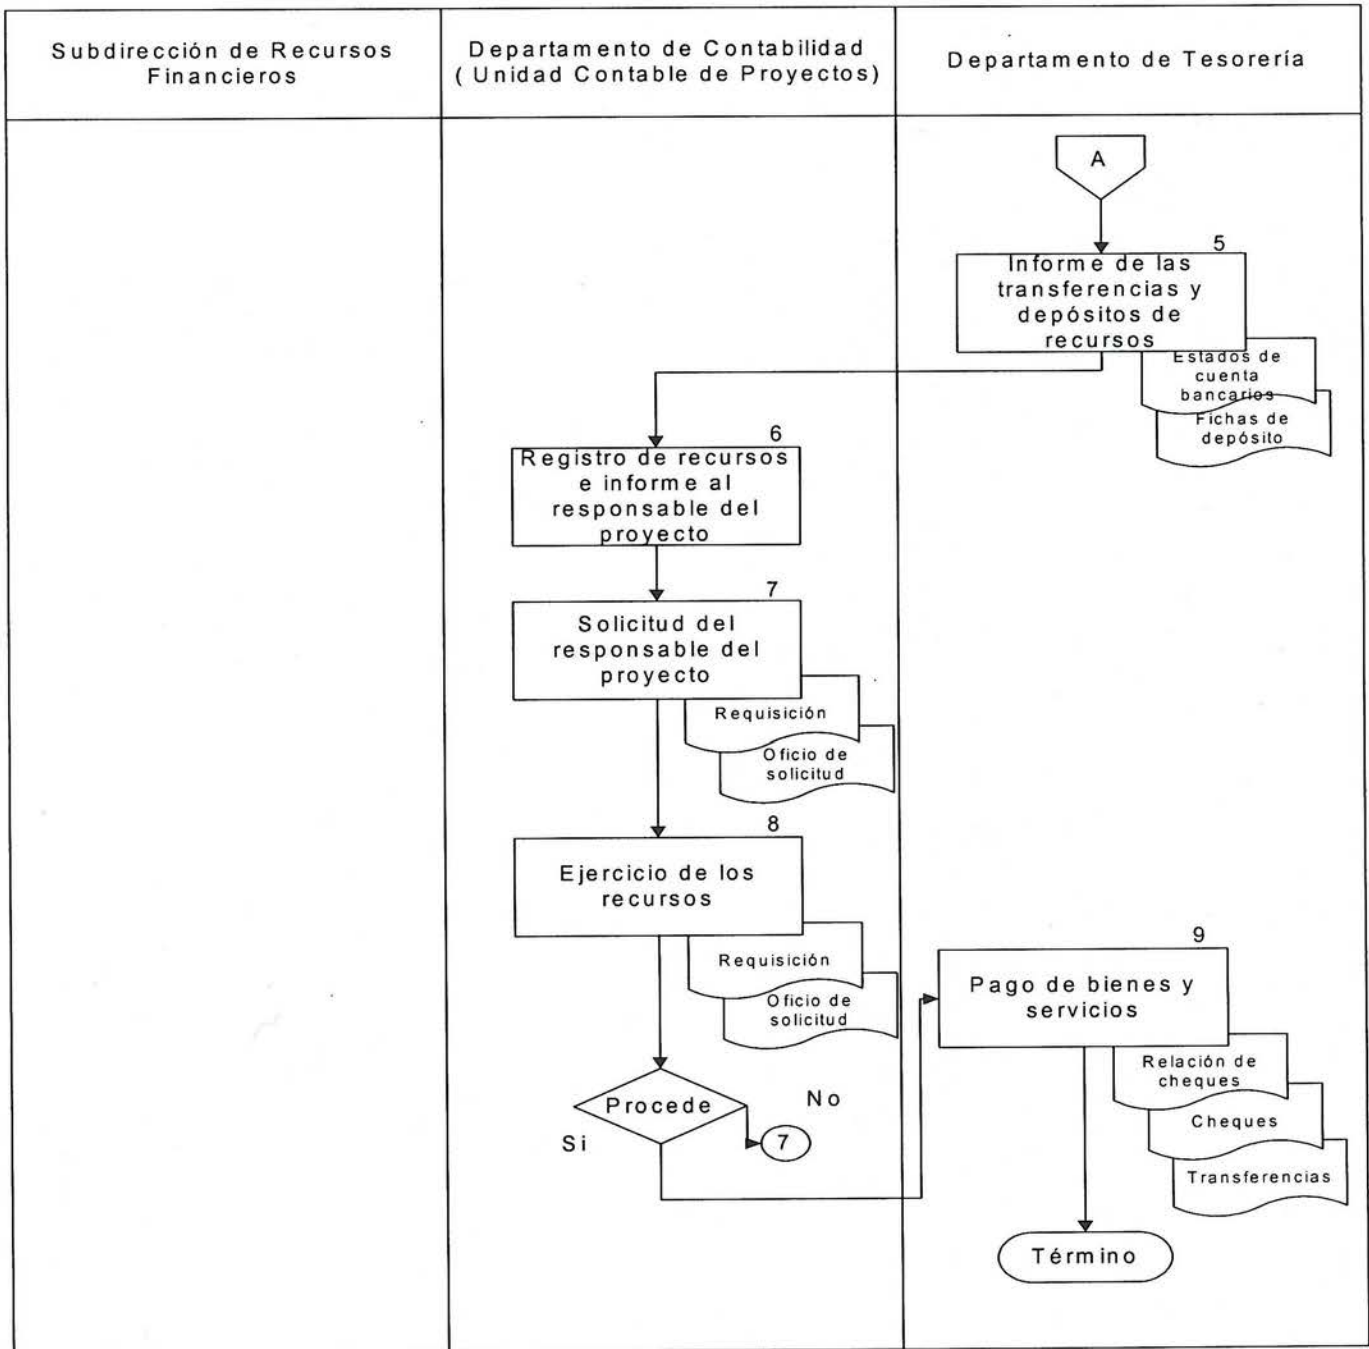 Subdirección de Recursos
Financieros
Departamento de Contabilidad
( Unidad Contable de Proyectos)
Departamento de Tesorería
A
5
Informe de las
transferencias y
depósitos de
recursos
Estados de
cuenta
bancarios
Fichas de
depósito
6
Registro de recursos
e informe al
responsable del
proyecto
7
Solicitud del
responsable del
proyecto
Requisición
Oficio de
solicitud
8
Ejercicio de los
recursos
Requisición
Oficio de
solicitud
Procede
No
Si
7
9
Pago de bienes y
servicios
Relación de
cheques
Cheques
Transferencias
Término